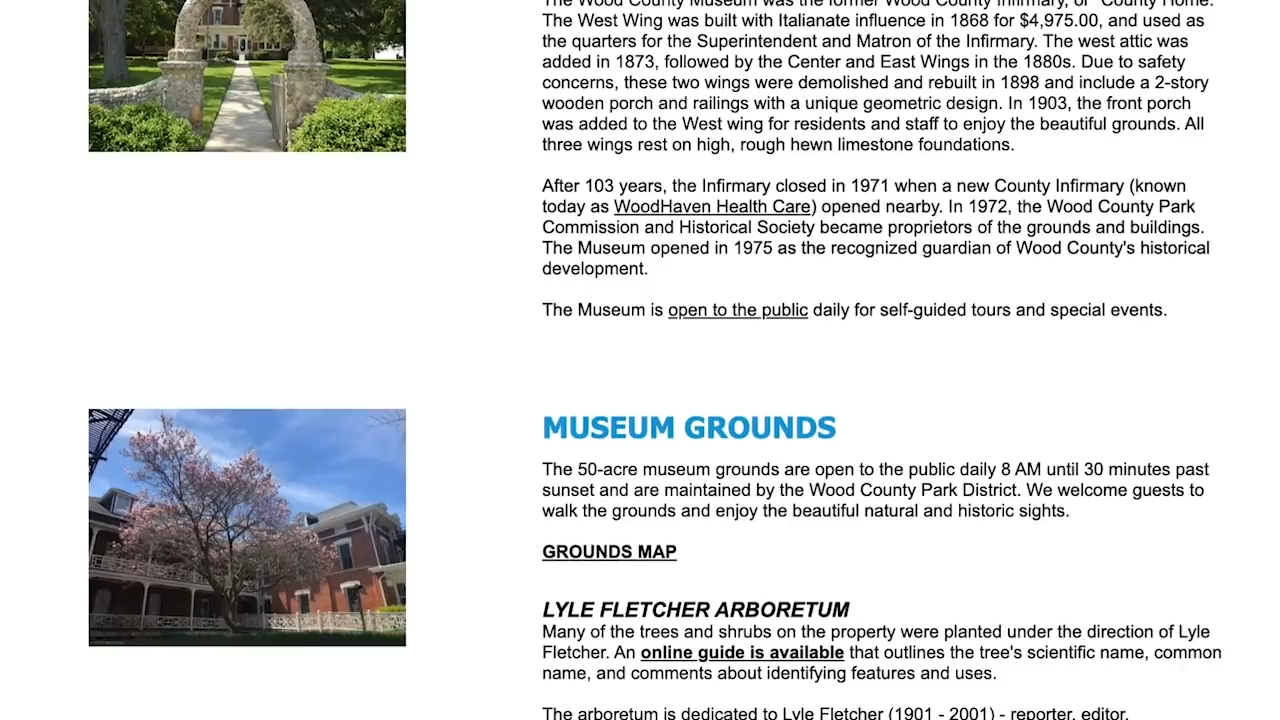 The Wood County Museum was the former Wood County Infirmary, or "County Home."
The West Wing was built with Italianate influence in 1868 for $4,975.00, and used as
the quarters for the Superintendent and Matron of the Infirmary. The west attic was
added in 1873, followed by the Center and East Wings in the 1880s. Due to safety
concerns, these two wings were demolished and rebuilt in 1898 and include a 2-story
wooden porch and railings with a unique geometric design. In 1903, the front porch
was added to the West wing for residents and staff to enjoy the beautiful grounds. All
three wings rest on high, rough hewn limestone foundations.
After 103 years, the Infirmary closed in 1971 when a new County Infirmary (known
today as WoodHaven Health Care) opened nearby. In 1972, the Wood County Park
Commission and Historical Society became proprietors of the grounds and buildings.
The Museum opened in 1975 as the recognized guardian of Wood County's historical
development.
The Museum is open to the public daily for self-guided tours and special events.
MUSEUM GROUNDS
The 50-acre museum grounds are open to the public daily 8 AM until 30 minutes past
sunset and are maintained by the Wood County Park District. We welcome guests to
walk the grounds and enjoy the beautiful natural and historic sights.
GROUNDS MAP
LYLE FLETCHER ARBORETUM
Many of the trees and shrubs on the property were planted under the direction of Lyle
Fletcher. An online guide is available that outlines the tree's scientific name, common
name, and comments about identifying features and uses.
The arboretum is dedicated to Lyle Fletcher (1901 - 2001) - reporter, editor,